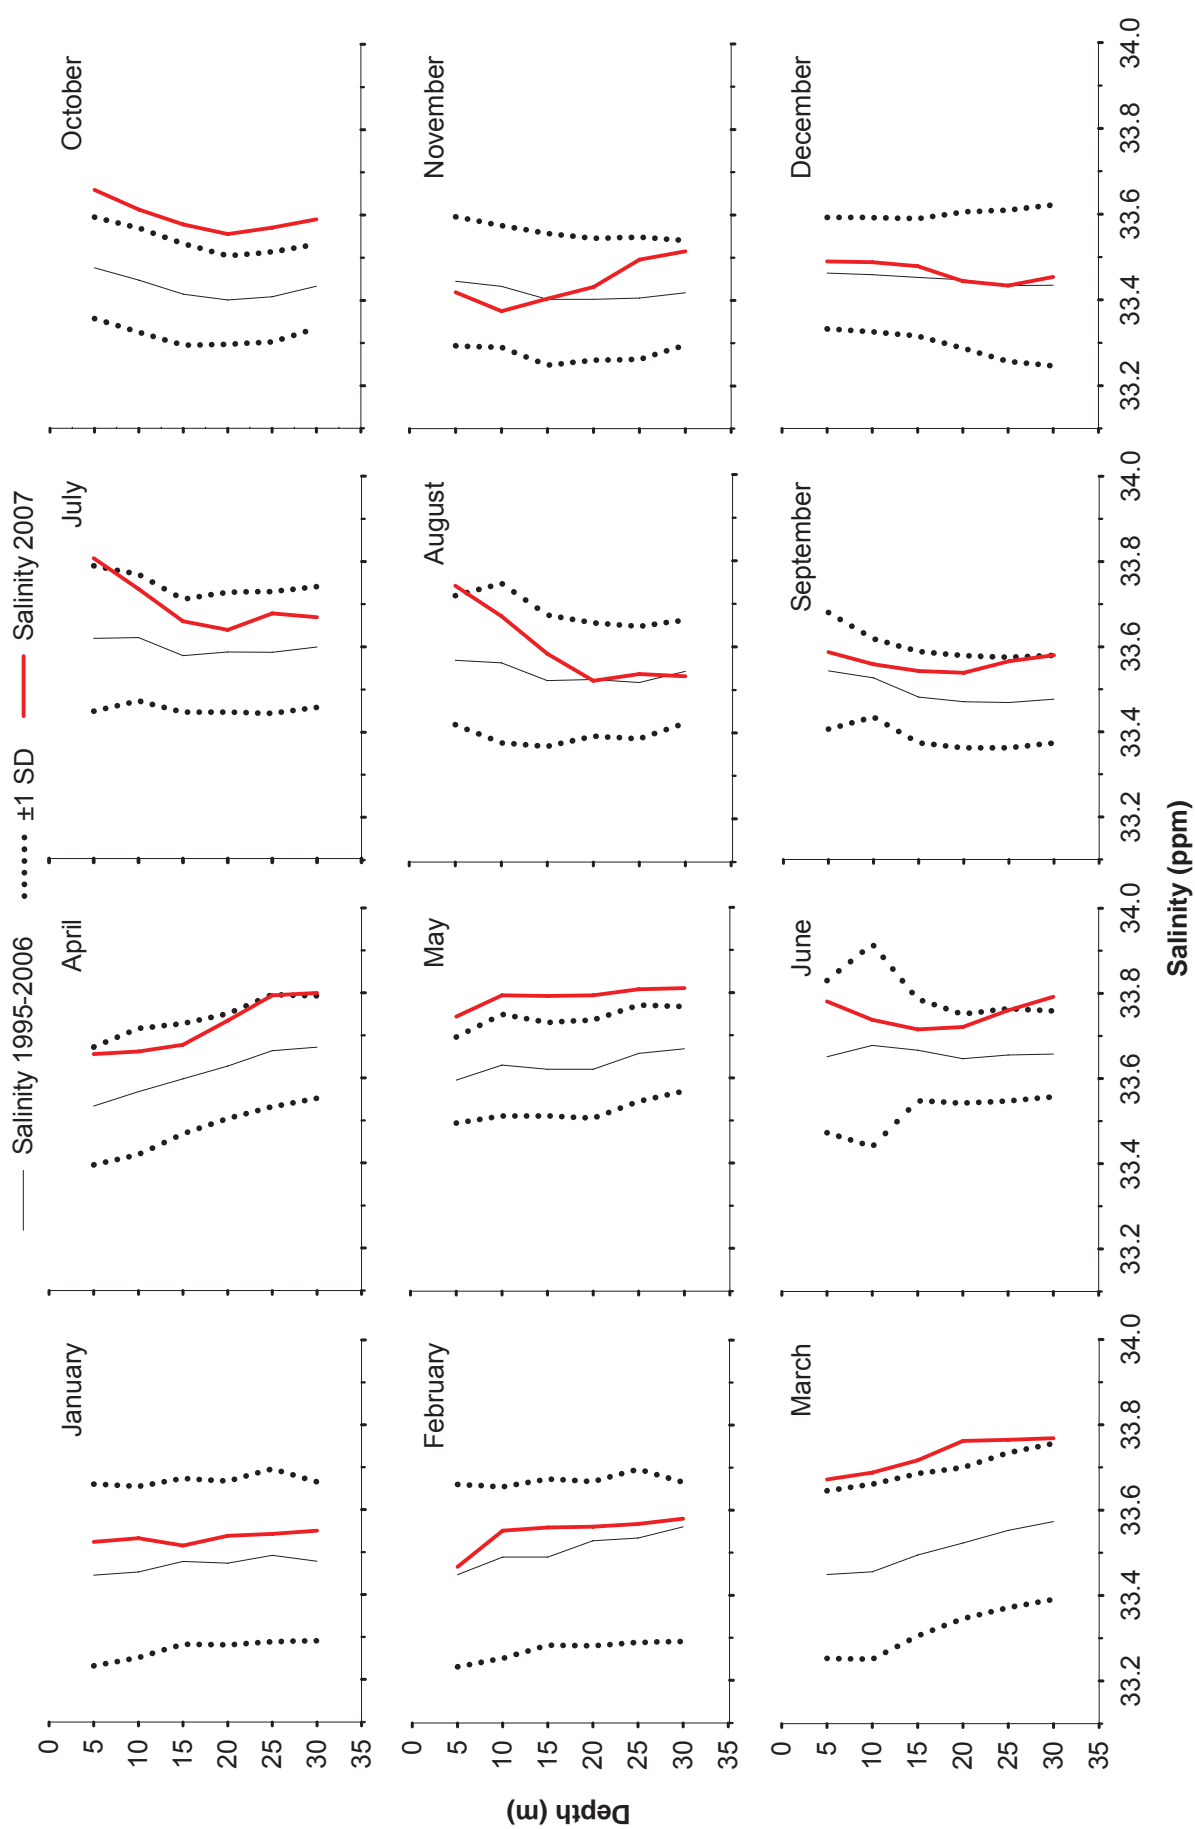 Salinity 1995-2006 ±1 SD Salinity 2007
January
April
July
October
0
5
10
15
20
25
30
35
February
May
August
November
0
5
10
15
20
25
30
35
March
June
September
December
0
5
10
15
20
25
30
35
Depth (m)
33.2 33.4 33.6 33.8 34.0 33.2 33.4 33.6 33.8 34.0 33.2 33.4 33.6 33.8 34.0 33.2 33.4 33.6 33.8 34.0
Salinity (ppm)